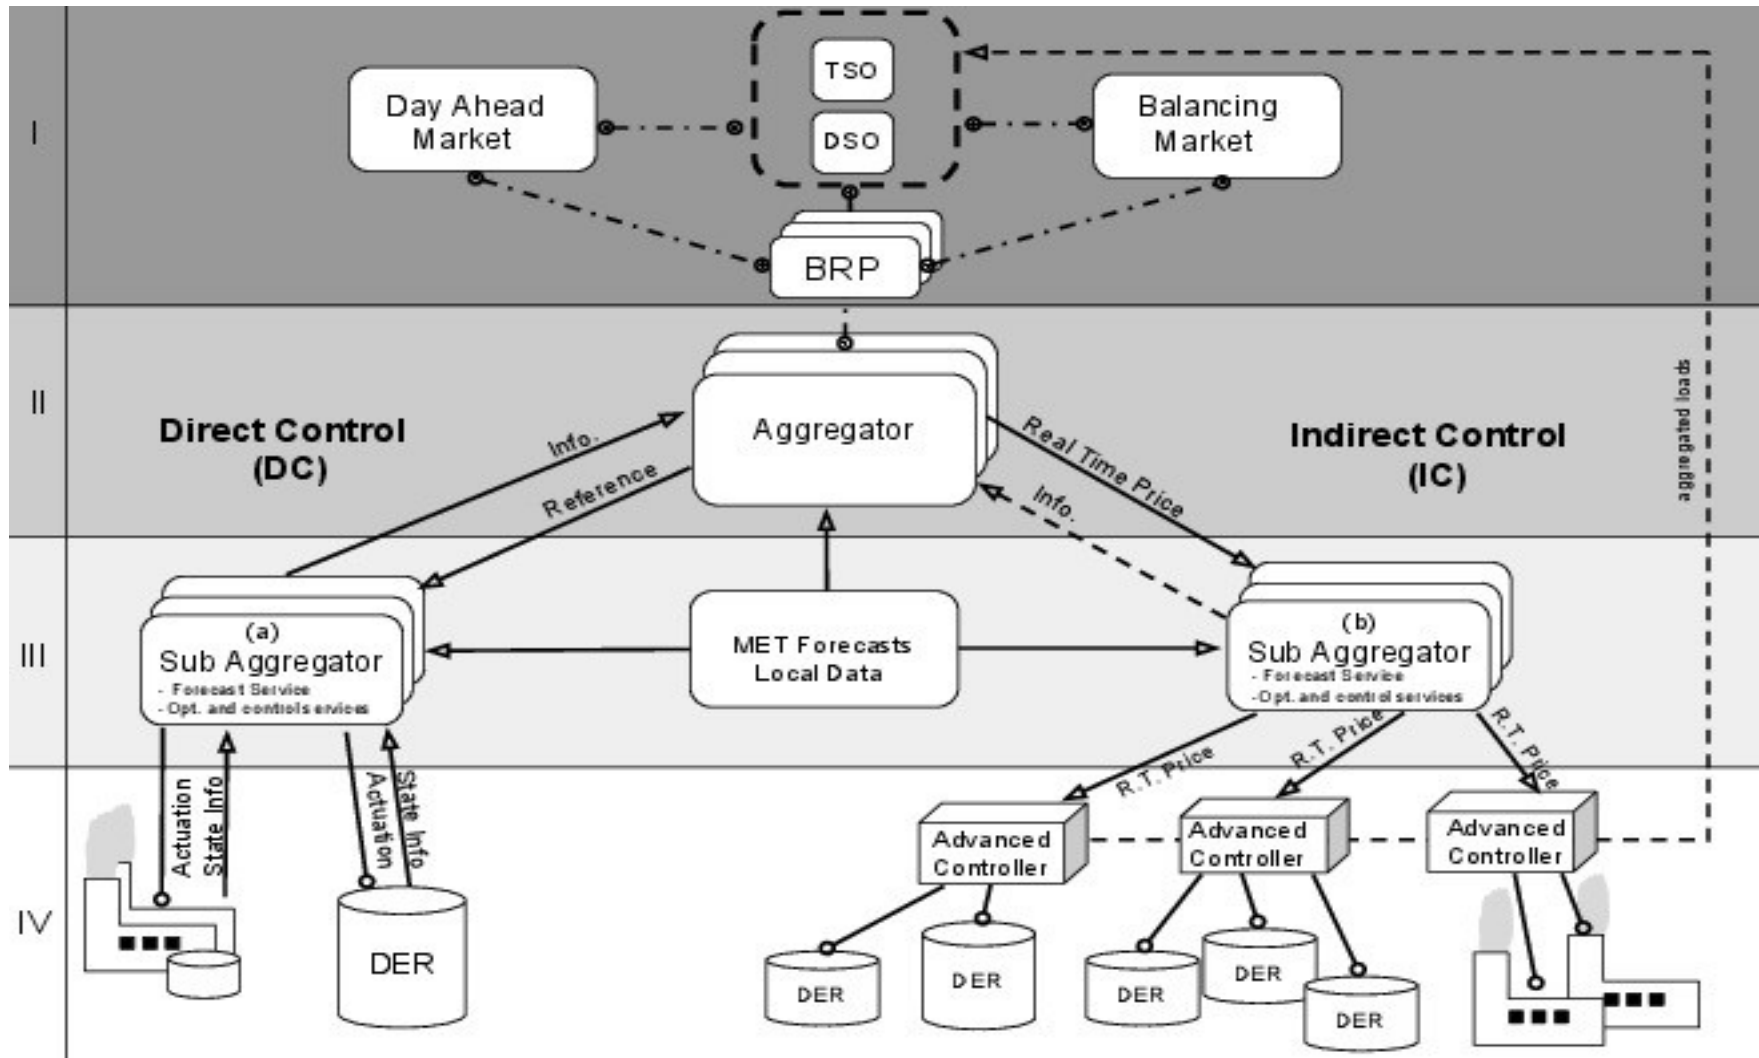 I
Day Ahead
Market
TSO
DSO
Balancing
Market
BRP
II
Direct Control
(DC)
Info.
Reference
Aggregator
Real Time Price
Info.
Indirect Control
(IC)
aggregated loads
III
(a)
Sub Aggregator
- Forecast Service
- Opt. and control services
MET Forecasts
Local Data
(b)
Sub Aggregator
- Forecast Service
-Opt. and control services
R.T. Price
R.T. Price
R.T. Price
IV
Actuation
State Info
Actuation
State Info
DER
Advanced
Controller
Advanced
Controller
Advanced
Controller
DER
DER
DER
DER
DER